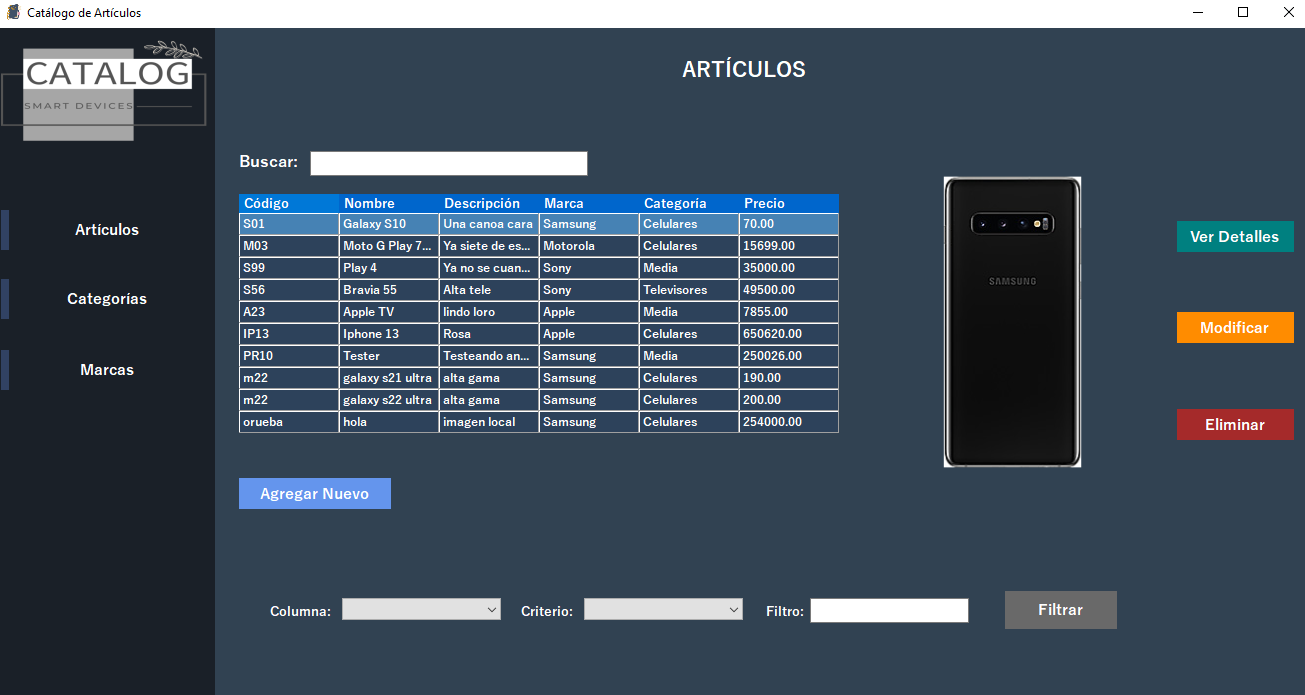 Catálogo de Artículos
CATALOG
SMART DEVICES
ARTÍCULOS
Artículos
Categorías
Marcas
Buscar:
Código Nombre Descripción Marca Categoría Precio
S01 Galaxy S10 Una canoa cara Samsung Celulares 70.00
M03 Moto G Play 7... Ya siete de es... Motorola Celulares 15699.00
S99 Play 4 Ya no se cuan... Sony Media 35000.00
S56 Bravia 55 Alta tele Sony Televisores 49500.00
A23 Apple TV lindo loro Apple Media 7855.00
IP13 Iphone 13 Rosa Apple Celulares 650620.00
PR10 Tester Testeando an... Samsung Media 250026.00
m22 galaxy s21 ultra alta gama Samsung Celulares 190.00
m22 galaxy s22 ultra alta gama Samsung Celulares 200.00
orueba hola imagen local Samsung Celulares 254000.00
SAMSUNG
Ver Detalles
Modificar
Eliminar
Agregar Nuevo
Columna: Criterio: Filtro: Filtrar